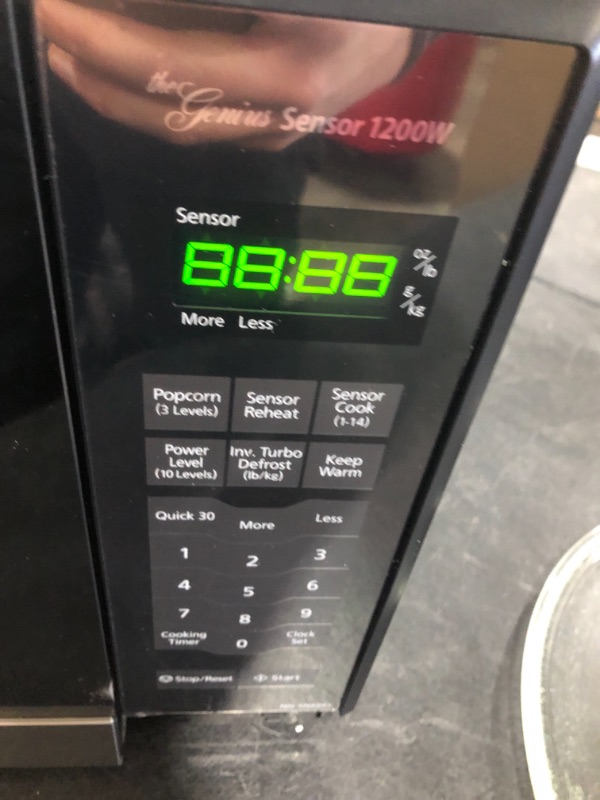 the Genius Sensor 1200W
Sensor
88:88
oz/lb
g/kg
More Less
Popcorn (3 Levels)
Sensor Reheat
Sensor Cook (1-14)
Power Level (10 Levels)
Inv. Turbo Defrost (lb/kg)
Keep Warm
Quick 30 More Less
1 2 3
4 5 6
7 8 9
Cooking Timer 0 Clock Set
Stop/Reset Start